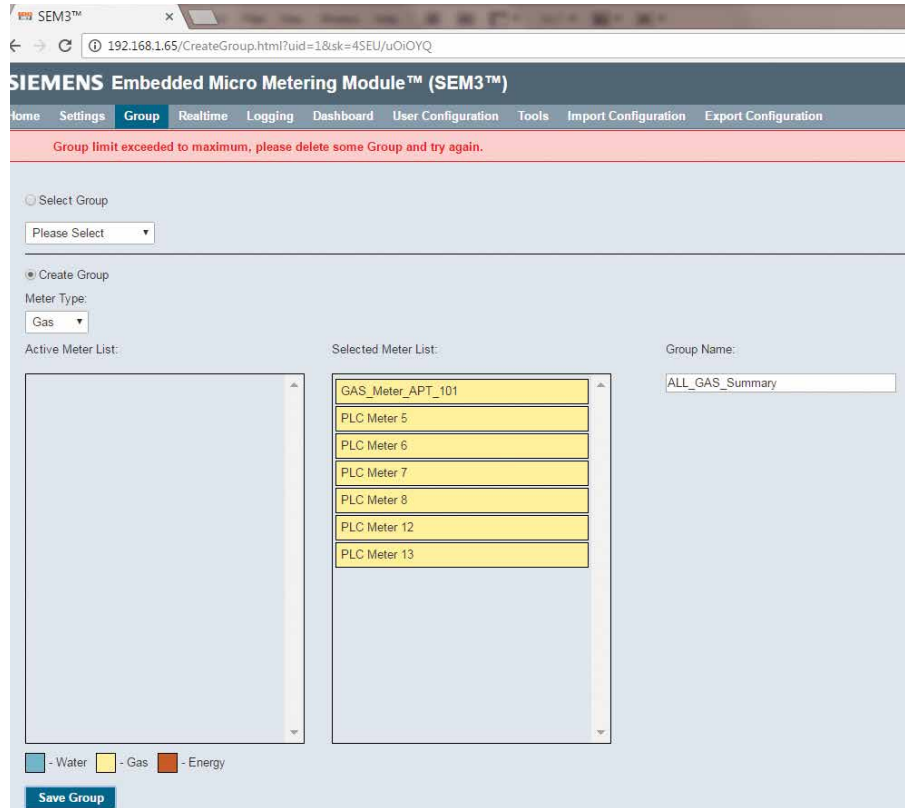 SEM3™ ×
192.168.1.65/CreateGroup.html?uid=1&sk=4SEU/uOiOYQ
SIEMENS Embedded Micro Metering Module™ (SEM3™)
Home Settings Group Realtime Logging Dashboard User Configuration Tools Import Configuration Export Configuration
Group limit exceeded to maximum, please delete some Group and try again.
Select Group
Please Select
Create Group
Meter Type:
Gas
Active Meter List: Selected Meter List: Group Name:
GAS_Meter_APT_101 ALL_GAS_Summary
PLC Meter 5
PLC Meter 6
PLC Meter 7
PLC Meter 8
PLC Meter 12
PLC Meter 13
- Water - Gas - Energy
Save Group